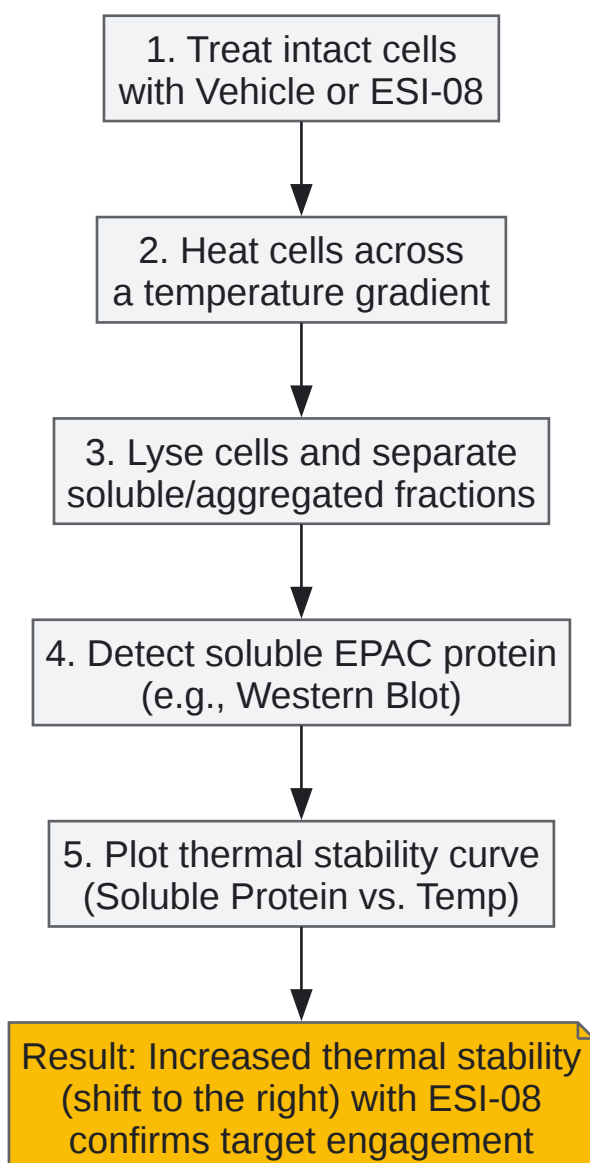 1. Treat intact cells
with Vehicle or ESI-08
2. Heat cells across
a temperature gradient
3. Lyse cells and separate
soluble/aggregated fractions
4. Detect soluble EPAC protein
(e.g., Western Blot)
5. Plot thermal stability curve
(Soluble Protein vs. Temp)
Result: Increased thermal stability
(shift to the right) with ESI-08
confirms target engagement